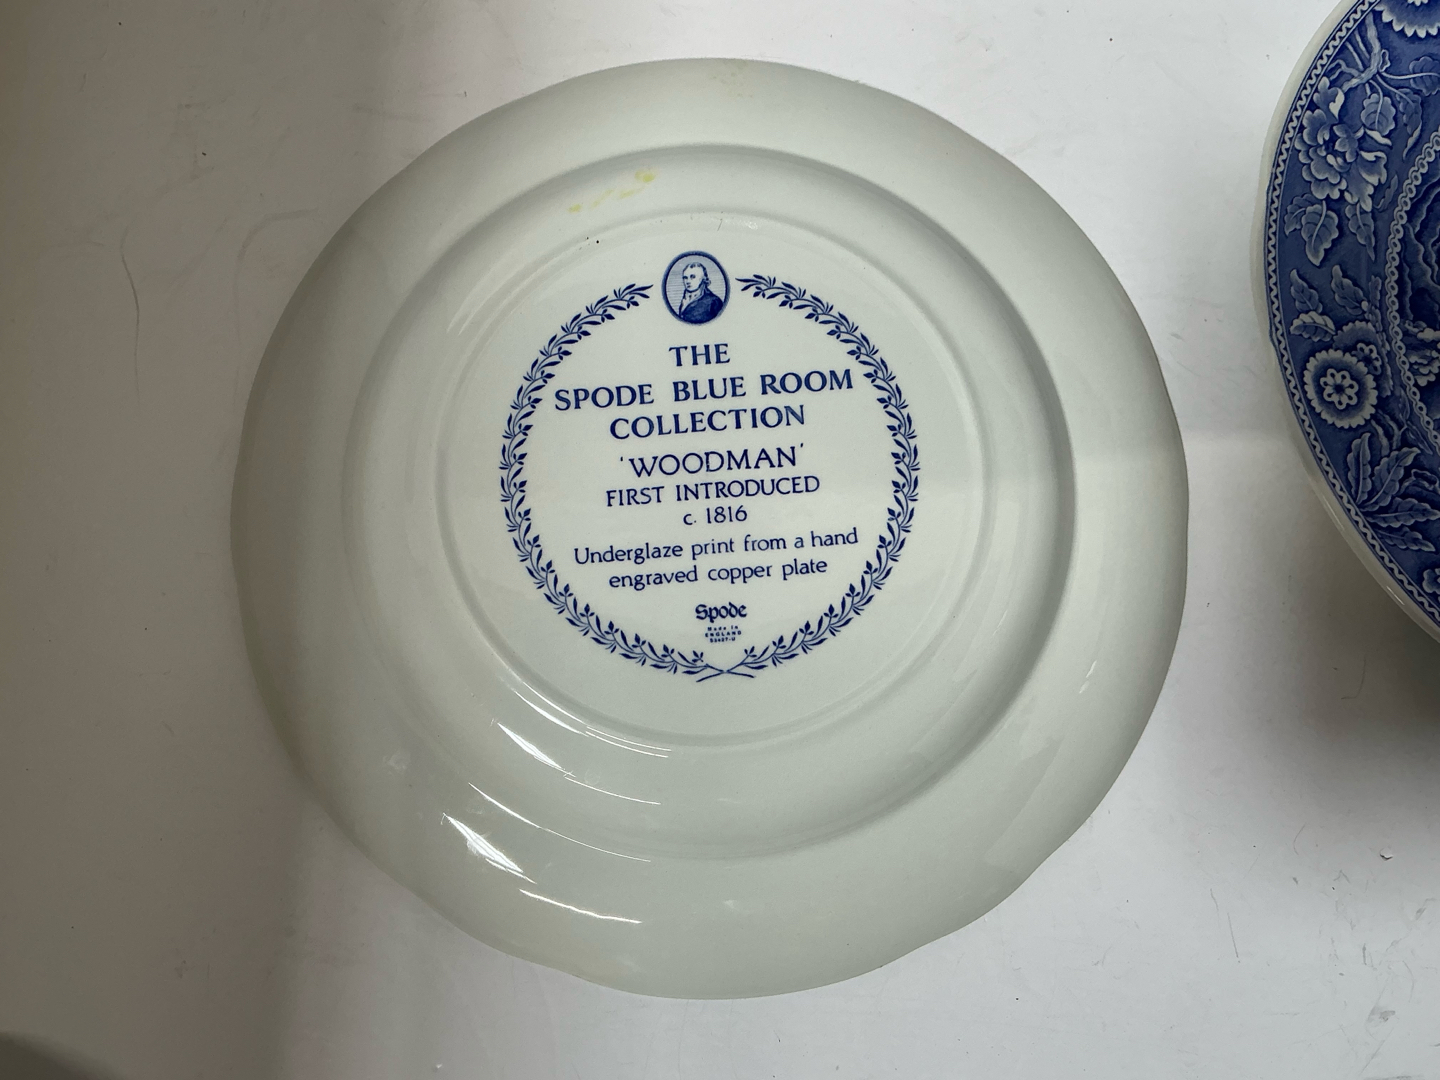 THE
SPODE BLUE ROOM
COLLECTION
'WOODMAN'
FIRST INTRODUCED
c. 1816
Underglaze print from a hand
engraved copper plate
Spode
Made in
ENGLAND